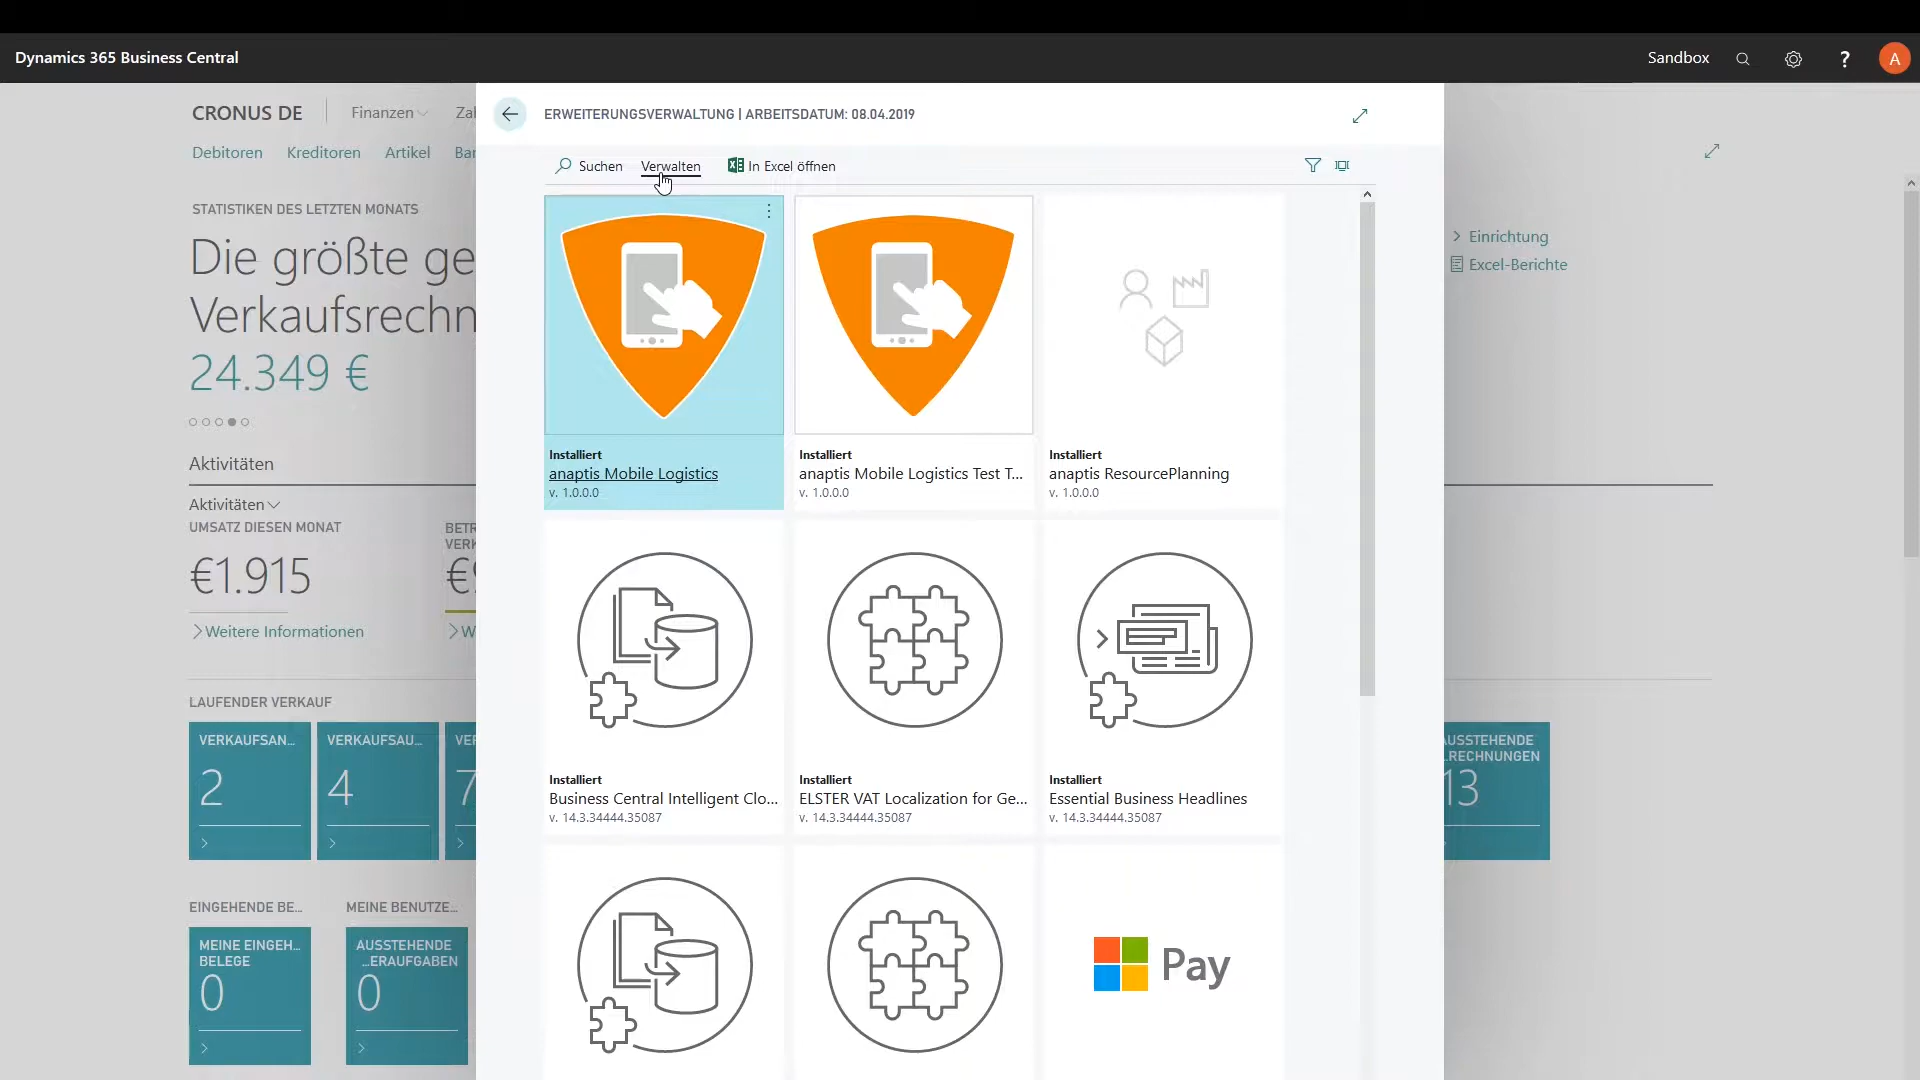 Dynamics 365 Business Central
Sandbox
?
A
CRONUS DE
Finanzen
Debitoren
Kreditoren
Artikel
STATISTIKEN DES LETZTEN MONATS
Die größte ge
Verkaufsrechn
24.349 €
Aktivitäten
Aktivitäten
UMSATZ DIESEN MONAT
€1.915
Weitere Informationen
LAUFENDER VERKAUF
VERKAUFSAN...
2
VERKAUFSAU...
4
7
EINGEHENDE BE...
MEINE BENUTZE...
MEINE EINGEH...
BELEGE
0
AUSSTEHENDE
...ERAUFGABEN
0
ERWEITERUNGSVERWALTUNG | ARBEITSDATUM: 08.04.2019
Suchen
Verwalten
In Excel öffnen
Installiert
anaptis Mobile Logistics
v. 1.0.0.0
Installiert
anaptis Mobile Logistics Test T...
v. 1.0.0.0
Installiert
anaptis ResourcePlanning
v. 1.0.0.0
Installiert
Business Central Intelligent Clo...
v. 14.3.34444.35087
Installiert
ELSTER VAT Localization for Ge...
v. 14.3.34444.35087
Installiert
Essential Business Headlines
v. 14.3.34444.35087
Pay
Einrichtung
Excel-Berichte
AUSSTEHENDE
...RECHNUNGEN
13